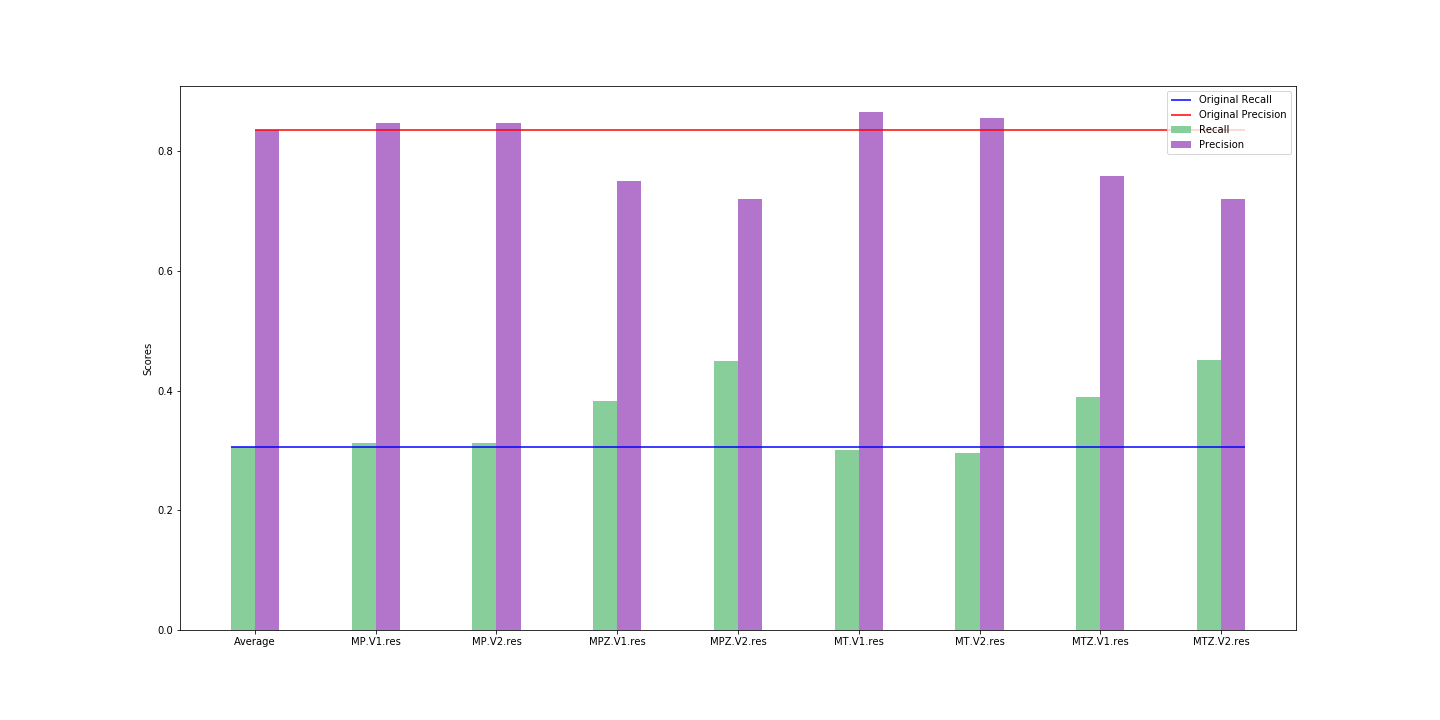 Original Recall
Original Precision
Recall
Precision
0.8
0.6
0.4
0.2
0.0
Scores
Average MP.V1.res MP.V2.res MPZ.V1.res MPZ.V2.res MT.V1.res MT.V2.res MTZ.V1.res MTZ.V2.res